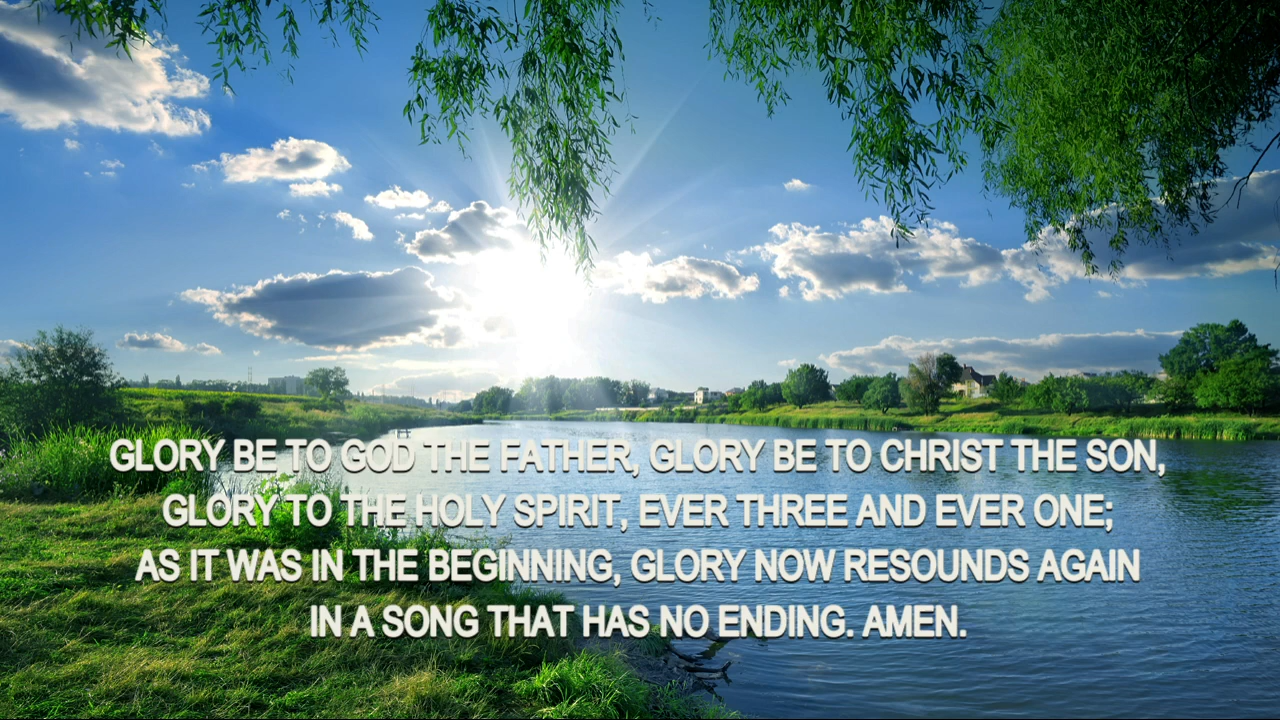 GLORY BE TO GOD THE FATHER, GLORY BE TO CHRIST THE SON,
GLORY TO THE HOLY SPIRIT, EVER THREE AND EVER ONE;
AS IT WAS IN THE BEGINNING, GLORY NOW RESOUNDS AGAIN
IN A SONG THAT HAS NO ENDING. AMEN.